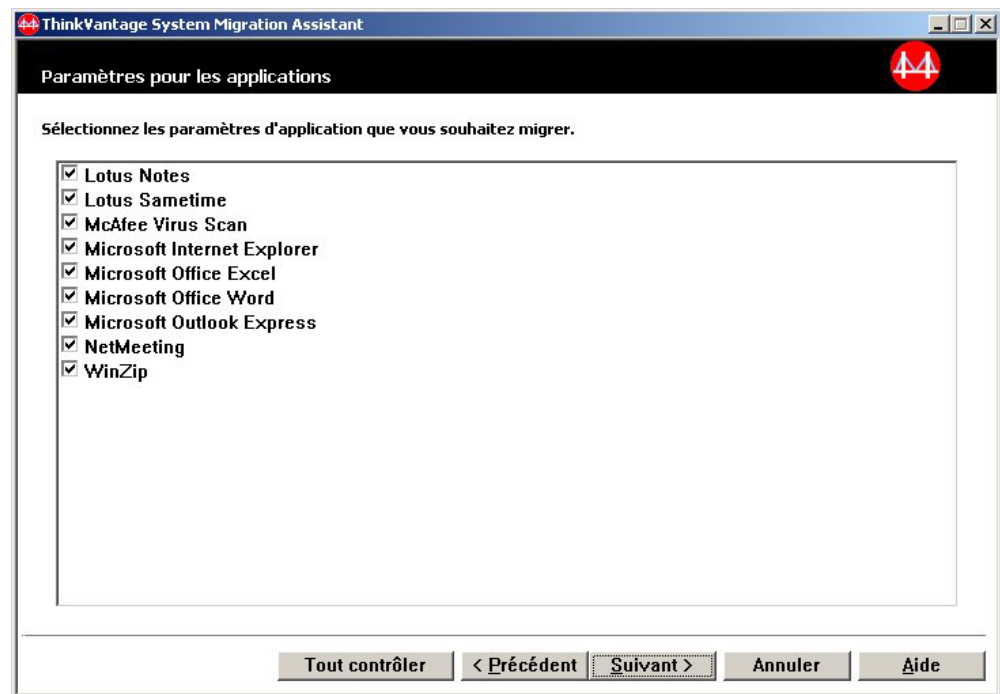 ThinkVantage System Migration Assistant
Paramètres pour les applications
Sélectionnez les paramètres d'application que vous souhaitez migrer.
Lotus Notes
Lotus Sametime
McAfee Virus Scan
Microsoft Internet Explorer
Microsoft Office Excel
Microsoft Office Word
Microsoft Outlook Express
NetMeeting
WinZip
Tout contrôler < Précédent Suivant > Annuler Aide